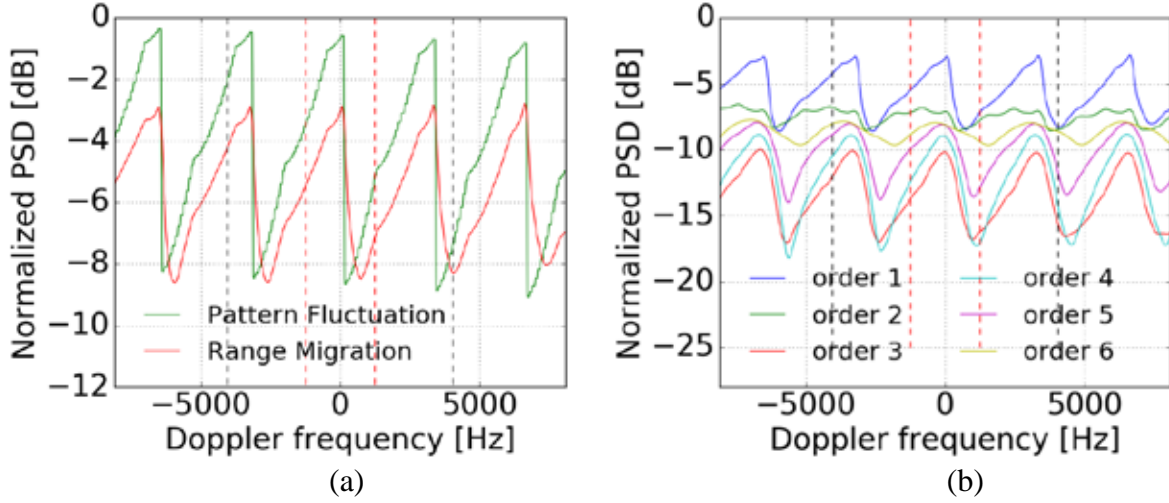 0
−2
−4
−6
−8
−10
−12
Normalized PSD [dB]
Pattern Fluctuation
Range Migration
−5000 0 5000
Doppler frequency [Hz]
(a)
0
−5
−10
−15
−20
−25
Normalized PSD [dB]
order 1 order 4
order 2 order 5
order 3 order 6
−5000 0 5000
Doppler frequency [Hz]
(b)